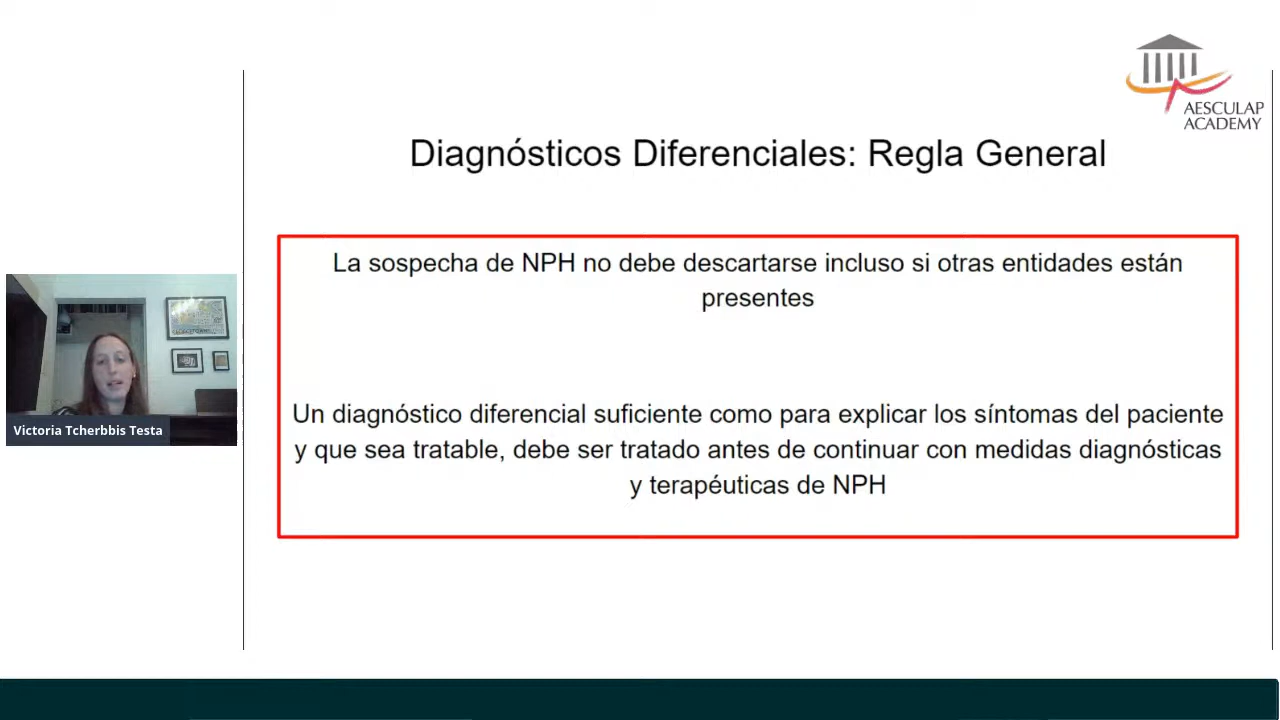 AESCULAP
ACADEMY
Diagnósticos Diferenciales: Regla General
La sospecha de NPH no debe descartarse incluso si otras entidades están
presentes
Un diagnóstico diferencial suficiente como para explicar los síntomas del paciente
y que sea tratable, debe ser tratado antes de continuar con medidas diagnósticas
y terapéuticas de NPH
Victoria Tcherbbis Testa